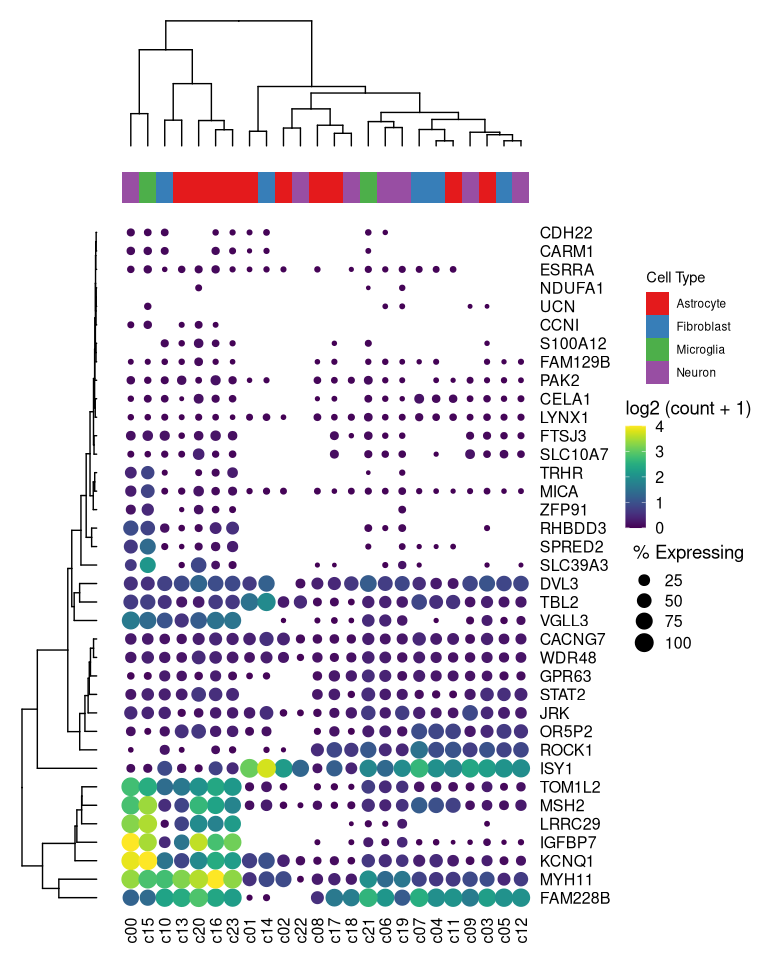 CDH22
CARM1
ESRRA
NDUFA1
UCN
CCNI
S100A12
FAM129B
PAK2
CELA1
LYNX1
FTSJ3
SLC10A7
TRHR
MICA
ZFP91
RHBDD3
SPRED2
SLC39A3
DVL3
TBL2
VGLL3
CACNG7
WDR48
GPR63
STAT2
JRK
OR5P2
ROCK1
ISY1
TOM1L2
MSH2
LRRC29
IGFBP7
KCNQ1
MYH11
FAM228B
c00 c15 c10 c13 c20 c16 c23 c01 c14 c02 c22 c08 c17 c18 c21 c06 c19 c07 c04 c11 c09 c03 c05 c12
Cell Type
Astrocyte
Fibroblast
Microglia
Neuron
log2 (count + 1)
4
3
2
1
0
% Expressing
25
50
75
100